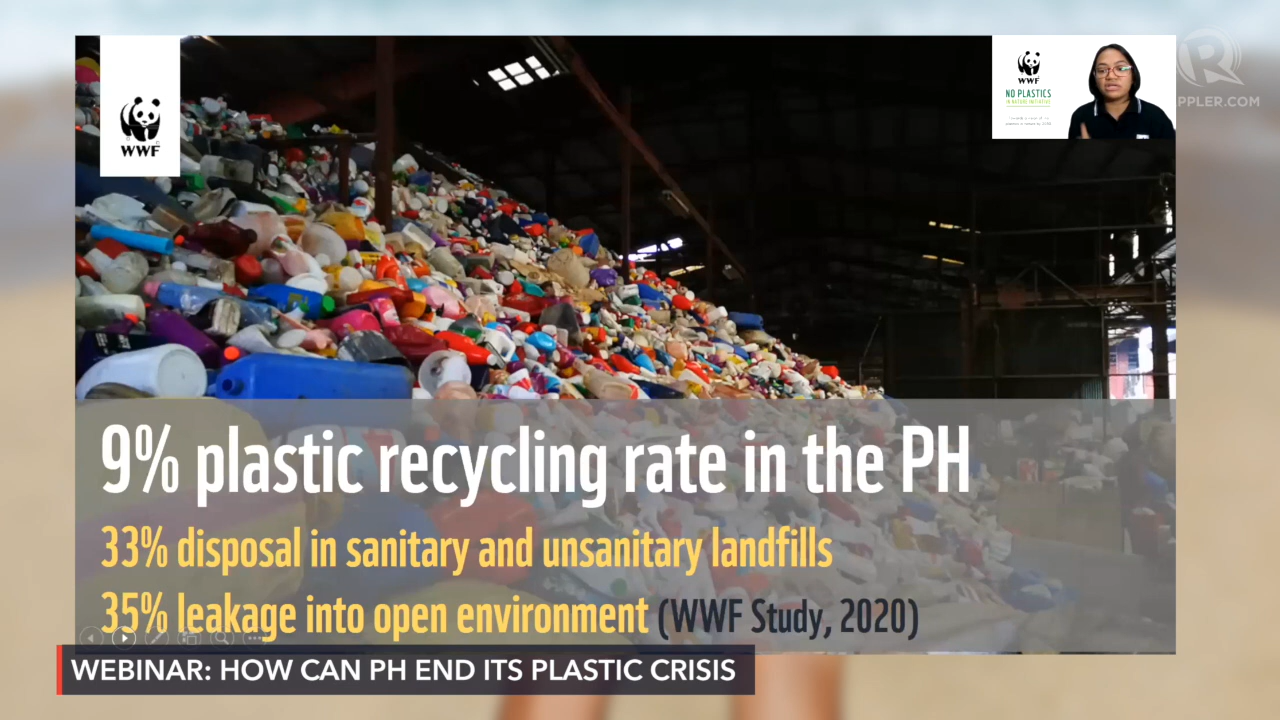 WWF
WWF
NO PLASTICS
IN NATURE INITIATIVE
R
PPLER.COM
9% plastic recycling rate in the PH
33% disposal in sanitary and unsanitary landfills
35% leakage into open environment (WWF Study, 2020)
WEBINAR: HOW CAN PH END ITS PLASTIC CRISIS